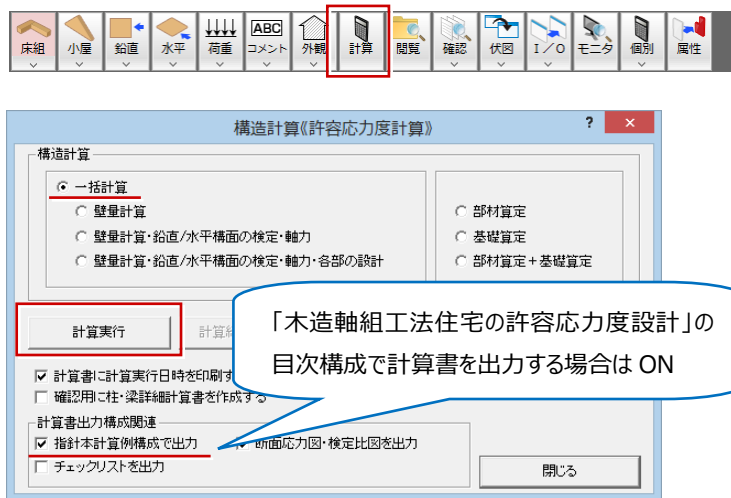 床組 小屋 鉛直 水平 荷重 ABC コメント 外観 計算 閲覧 確認 伏図 I/O モニタ 個別 属性
構造計算《許容応力度計算》 ? ×
構造計算
一括計算
壁量計算 部材算定
壁量計算・鉛直/水平構面の検定・軸力 基礎算定
壁量計算・鉛直/水平構面の検定・軸力・各部の設計 部材算定+基礎算定
「木造軸組工法住宅の許容応力度設計」の
目次構成で計算書を出力する場合は ON
計算実行
計算書に計算実行日時を印刷す
確認用に柱・梁詳細計算書を作成する
計算書出力構成関連
指針本計算例構成で出力 断面応力図・検定比図を出力
チェックリストを出力
閉じる